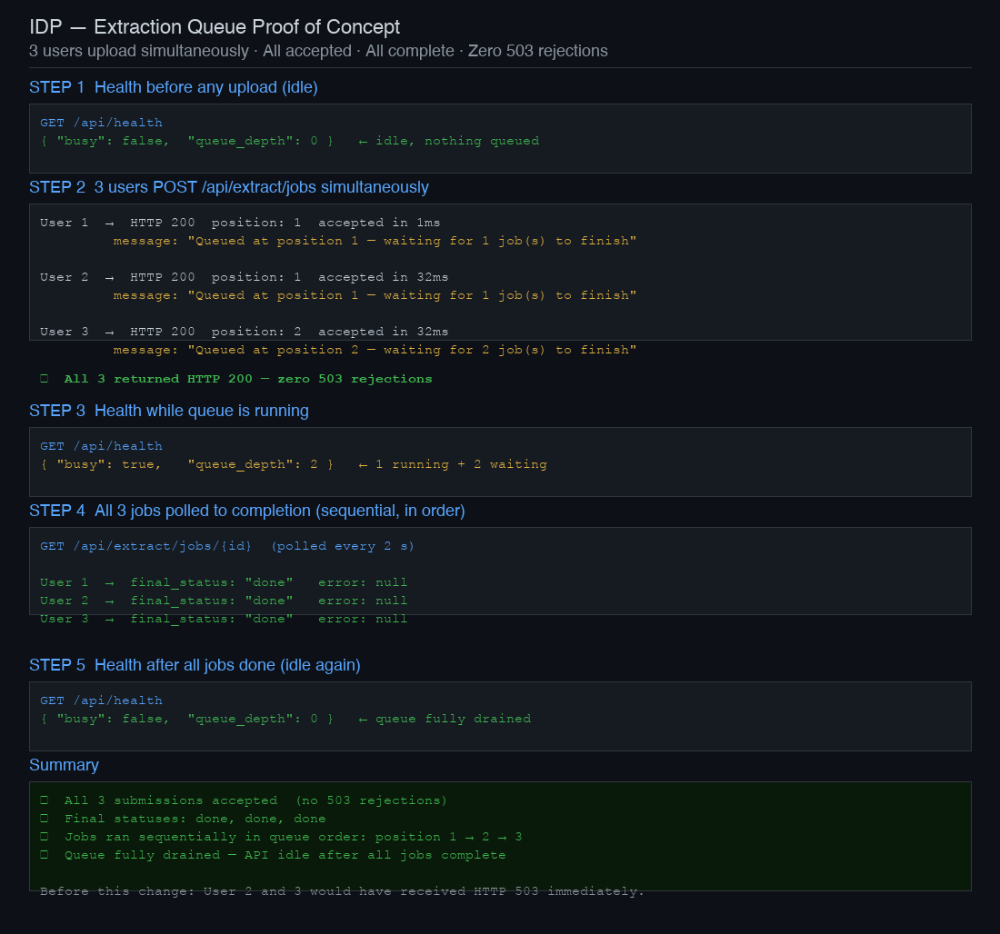 IDP — Extraction Queue Proof of Concept
3 users upload simultaneously · All accepted · All complete · Zero 503 rejections
STEP 1  Health before any upload (idle)
GET /api/health
{ "busy": false,  "queue_depth": 0 }   ← idle, nothing queued
STEP 2  3 users POST /api/extract/jobs simultaneously
User 1  →  HTTP 200  position: 1  accepted in 1ms
message: "Queued at position 1 — waiting for 1 job(s) to finish"
User 2  →  HTTP 200  position: 1  accepted in 32ms
message: "Queued at position 1 — waiting for 1 job(s) to finish"
User 3  →  HTTP 200  position: 2  accepted in 32ms
message: "Queued at position 2 — waiting for 2 job(s) to finish"
□  All 3 returned HTTP 200 — zero 503 rejections
STEP 3  Health while queue is running
GET /api/health
{ "busy": true,   "queue_depth": 2 }   ← 1 running + 2 waiting
STEP 4  All 3 jobs polled to completion (sequential, in order)
GET /api/extract/jobs/{id}  (polled every 2 s)
User 1  →  final_status: "done"   error: null
User 2  →  final_status: "done"   error: null
User 3  →  final_status: "done"   error: null
STEP 5  Health after all jobs done (idle again)
GET /api/health
{ "busy": false,  "queue_depth": 0 }   ← queue fully drained
Summary
□  All 3 submissions accepted  (no 503 rejections)
□  Final statuses: done, done, done
□  Jobs ran sequentially in queue order: position 1 → 2 → 3
□  Queue fully drained — API idle after all jobs complete
Before this change: User 2 and 3 would have received HTTP 503 immediately.